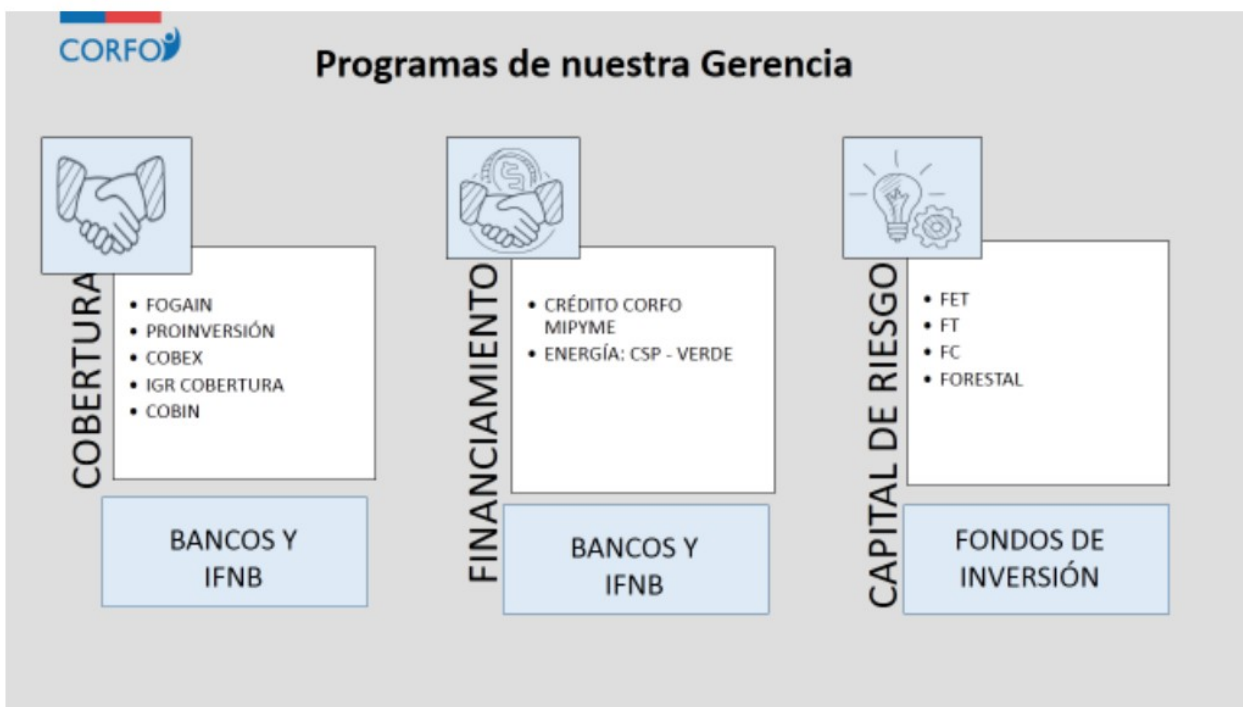 CORFO
Programas de nuestra Gerencia
COBERTURA
• FOGAIN
• PROINVERSIÓN
• COBEX
• IGR COBERTURA
• COBIN
BANCOS Y
IFNB
FINANCIAMIENTO
• CRÉDITO CORFO
MIPYME
• ENERGÍA: CSP - VERDE
BANCOS Y
IFNB
CAPITAL DE RIESGO
• FET
• FT
• FC
• FORESTAL
FONDOS DE
INVERSIÓN